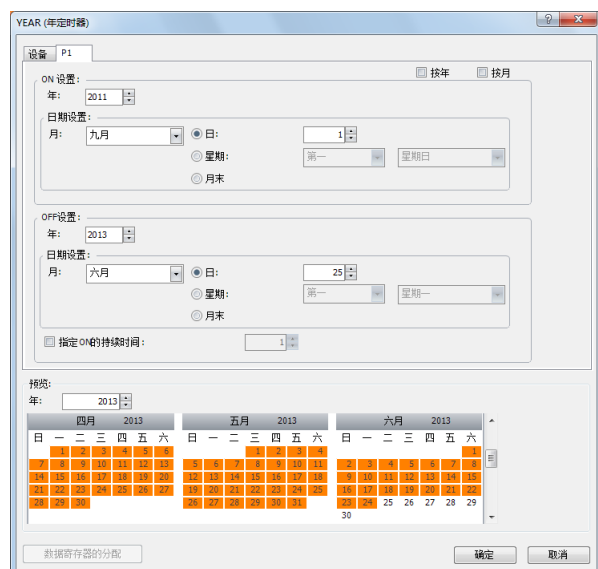 YEAR (年定时器)
设备 P1
按年 按月
ON 设置:
年: 2011
日期设置:
月: 九月 日: 1
星期: 第一 星期日
月末
OFF设置:
年: 2013
日期设置:
月: 六月 日: 25
星期: 第一 星期一
月末
指定ON的持续时间: 1
预览:
年: 2013
四月 2013 五月 2013 六月 2013
日 一 二 三 四 五 六 日 一 二 三 四 五 六 日 一 二 三 四 五 六
1 2 3 4 5 6 1 2 3 4 1
7 8 9 10 11 12 13 5 6 7 8 9 10 11 2 3 4 5 6 7 8
14 15 16 17 18 19 20 12 13 14 15 16 17 18 9 10 11 12 13 14 15
21 22 23 24 25 26 27 19 20 21 22 23 24 25 16 17 18 19 20 21 22
28 29 30 26 27 28 29 30 31 23 24 25 26 27 28 29
30
数据寄存器的分配 确定 取消